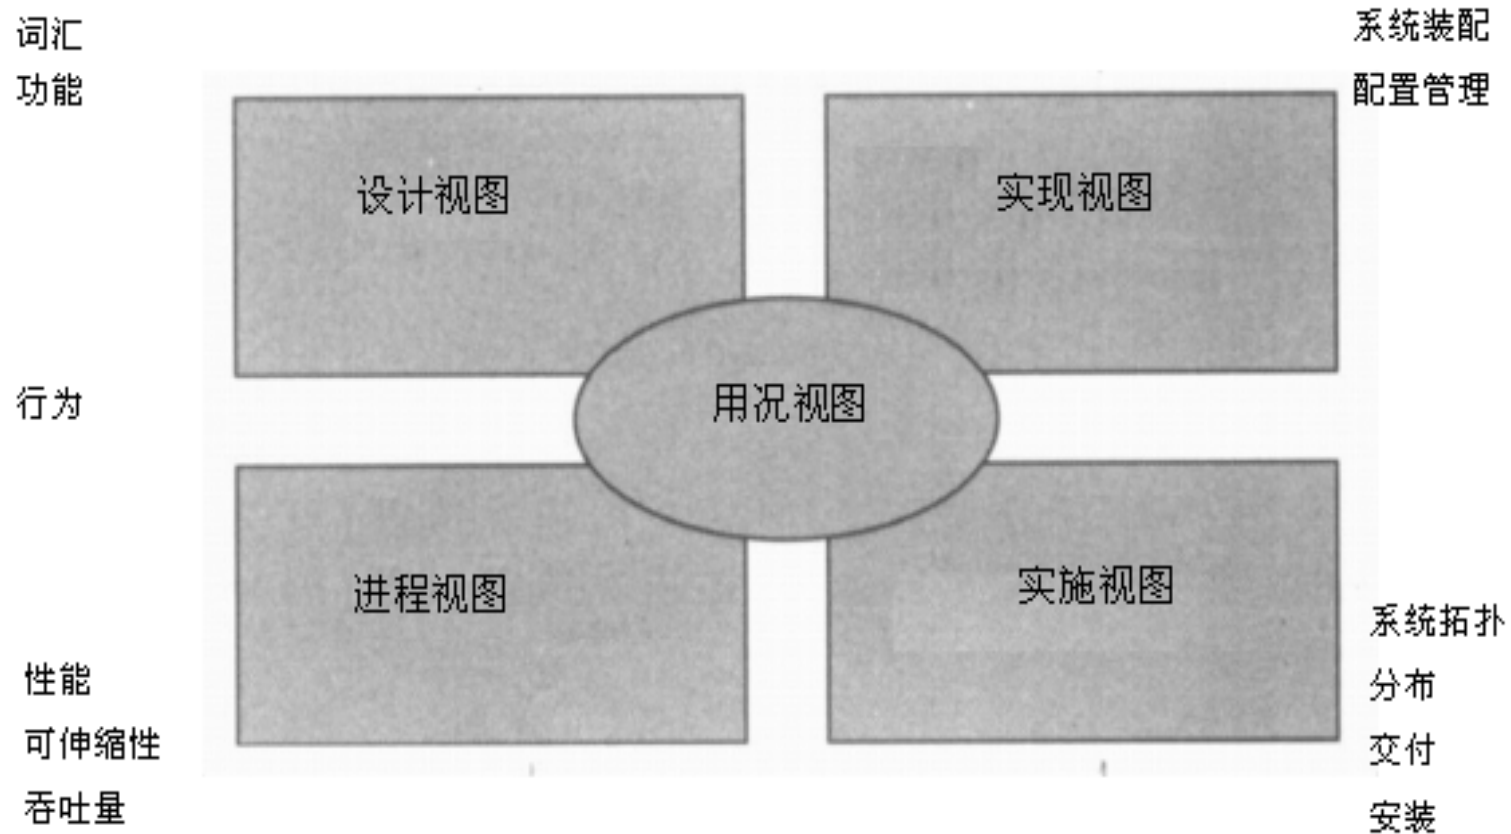 词汇
系统装配
功能
配置管理
设计视图
实现视图
行为
用况视图
进程视图
实施视图
系统拓扑
性能
分布
可伸缩性
交付
吞吐量
安装